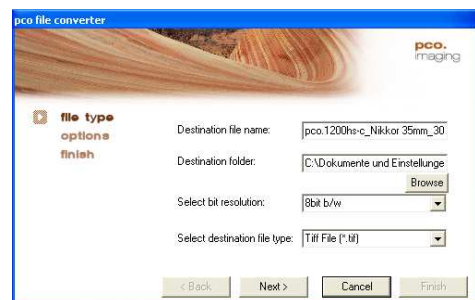 pco file converter
pco.
imaging
file type
options
finish
Destination file name: pco.1200hs-c_Nikkor 35mm_30
Destination folder: C:\Dokumente und Einstellunge
Browse
Select bit resolution: 8bit b/w
Select destination file type: Tiff File (*.tif)
< Back Next > Cancel Finish